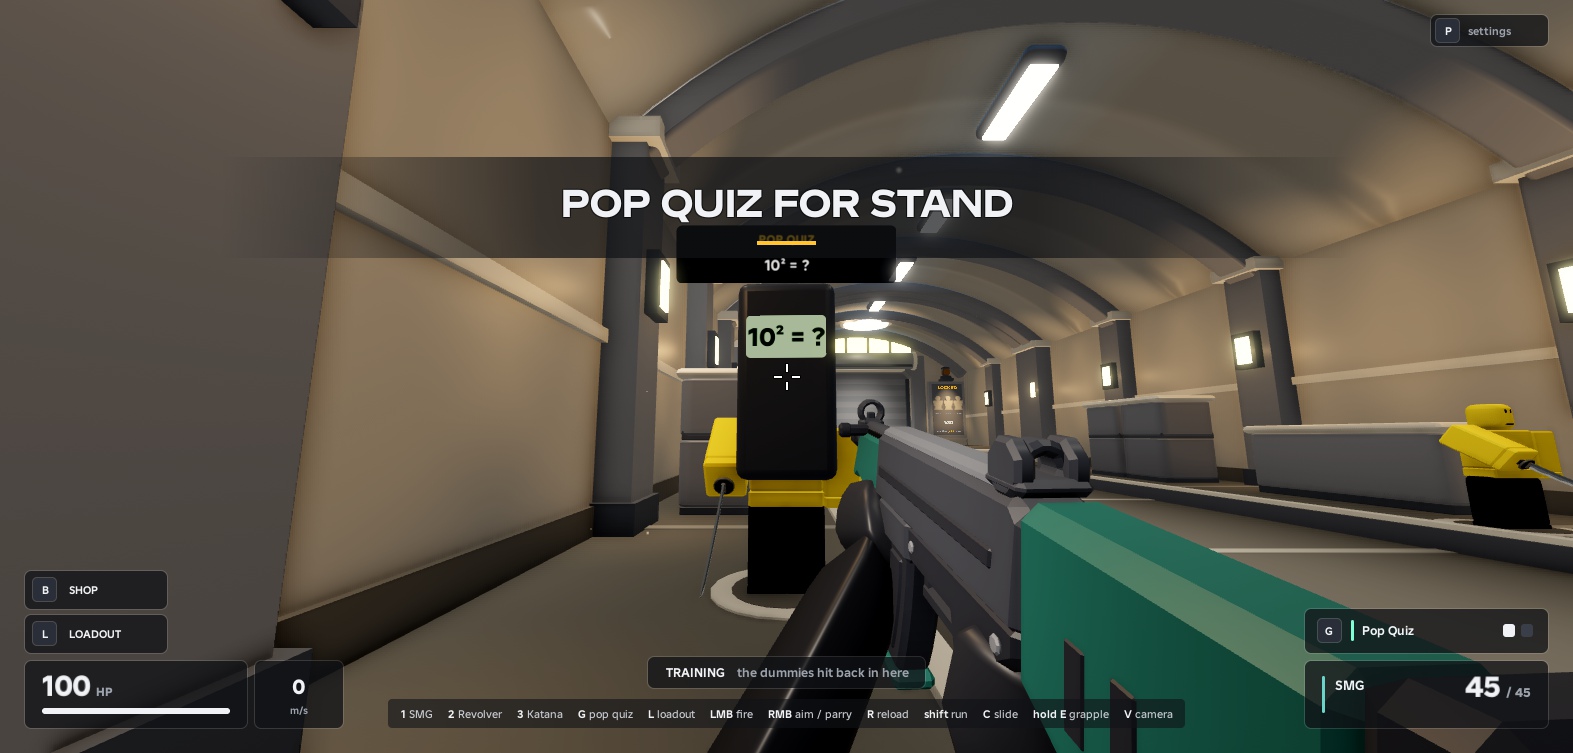 P settings
POP QUIZ FOR STAND
POP QUIZ
10² = ?
10² = ?
LOCKED
B SHOP
L LOADOUT
100 HP
0
m/s
TRAINING the dummies hit back in here
1 SMG 2 Revolver 3 Katana G pop quiz L loadout LMB fire RMB aim / parry R reload shift run C slide hold E grapple V camera
G Pop Quiz
SMG 45 / 45